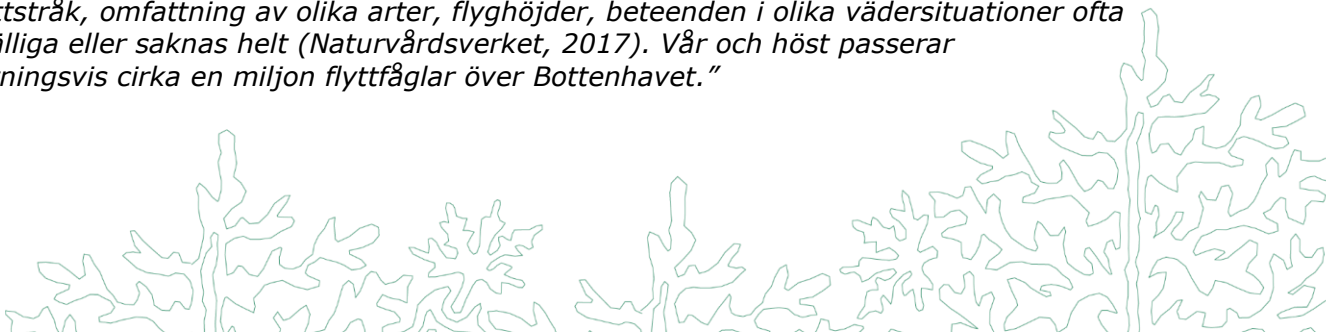 ttstråk, omfattning av olika arter, flyghöjder, beteenden i olika vädersituationer ofta
älliga eller saknas helt (Naturvårdsverket, 2017). Vår och höst passerar
ningsvis cirka en miljon flyttfåglar över Bottenhavet.”